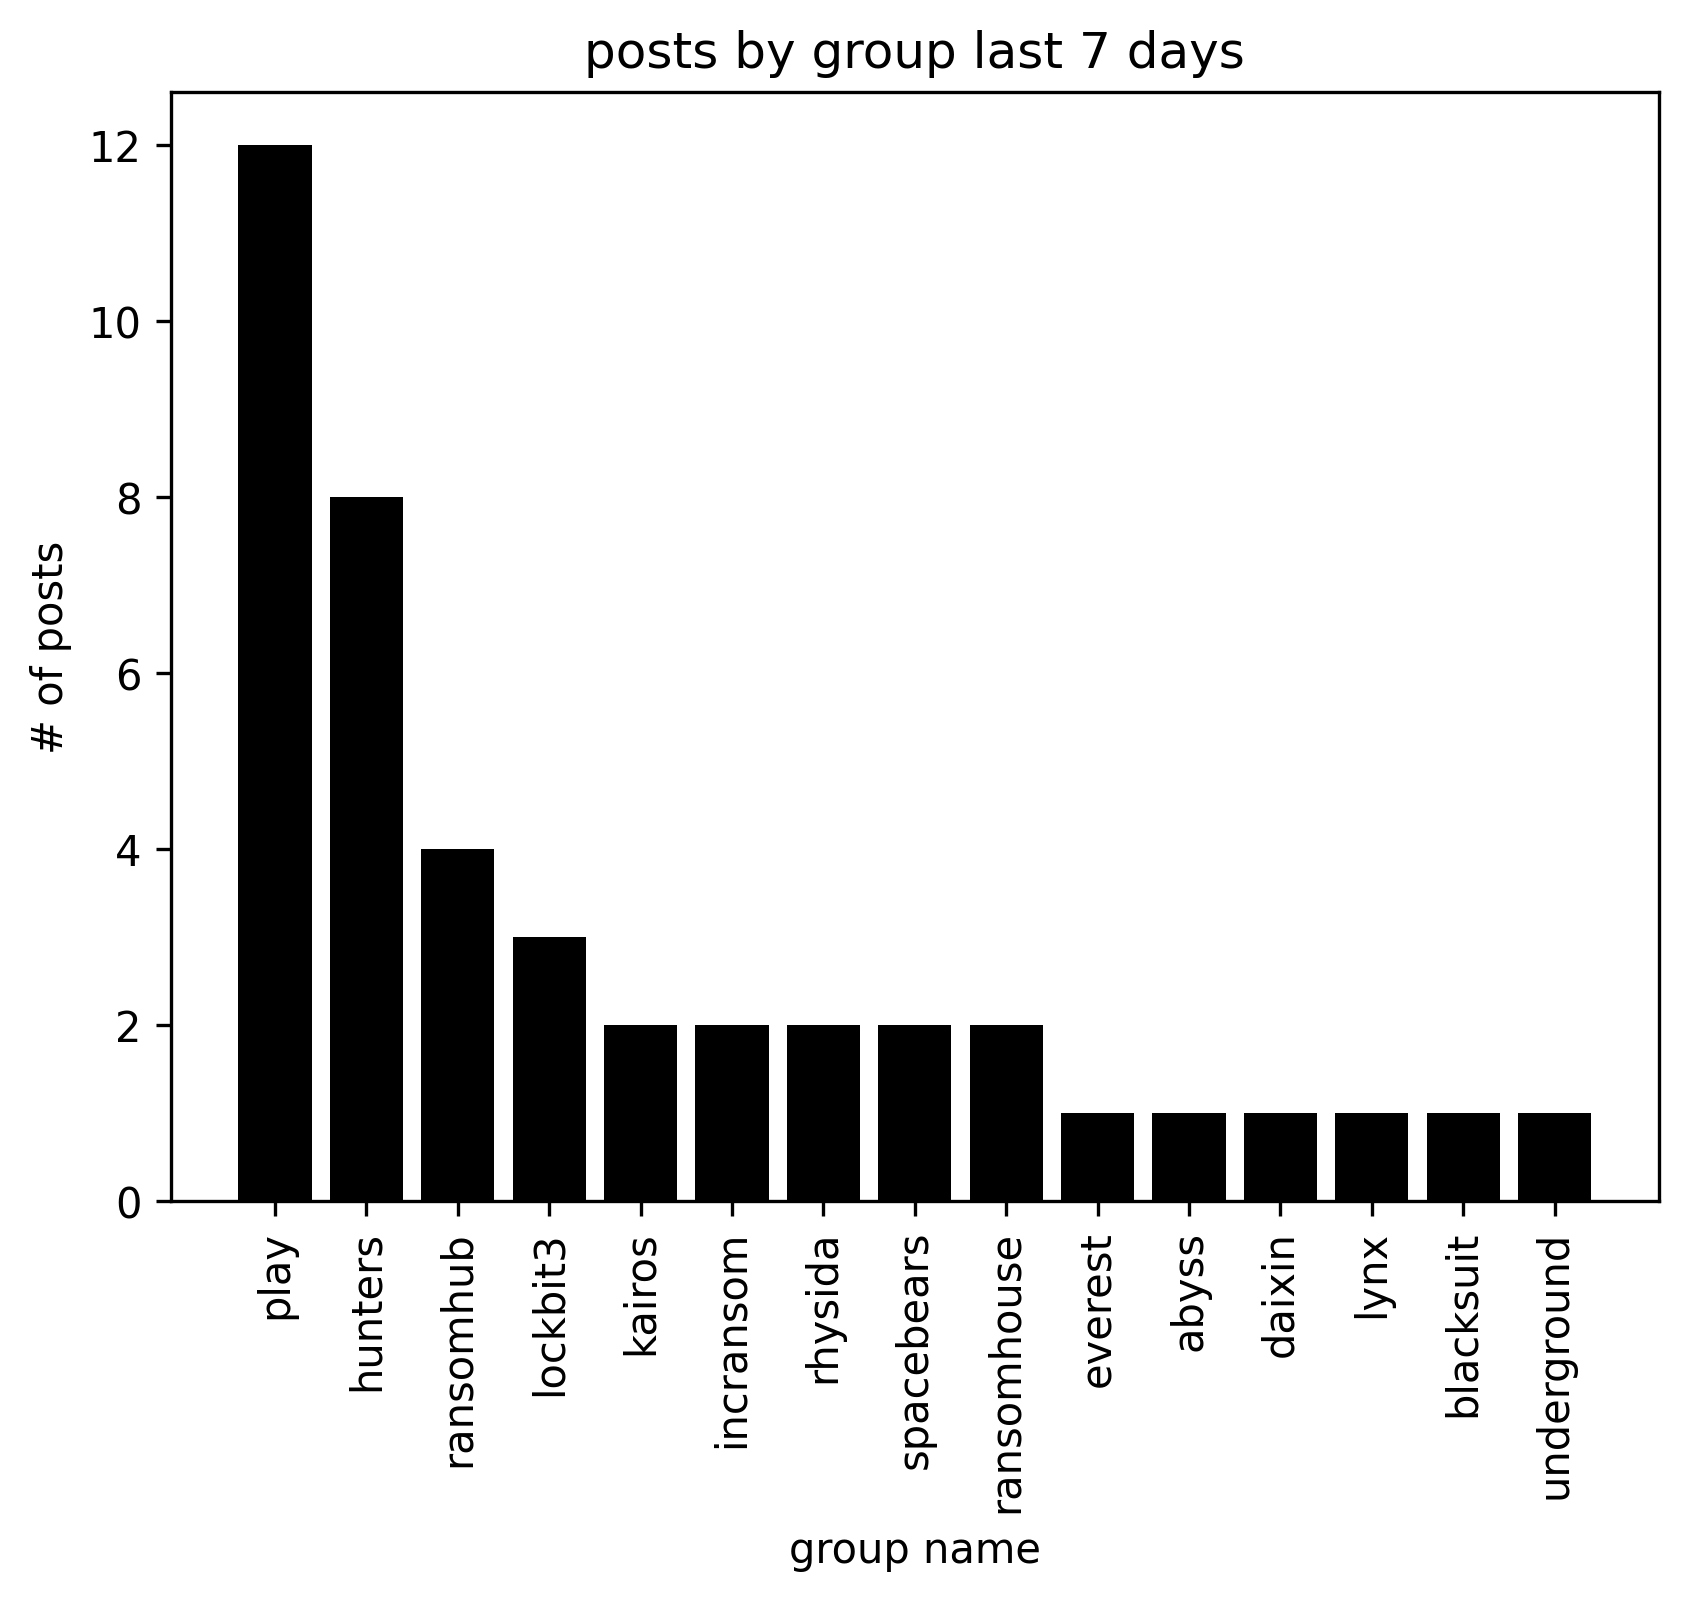 posts by group last 7 days
12
10
8
6
4
2
0
# of posts
play
hunters
ransomhub
lockbit3
kairos
incransom
rhysida
spacebears
ransomhouse
everest
abyss
daixin
lynx
blacksuit
underground
group name